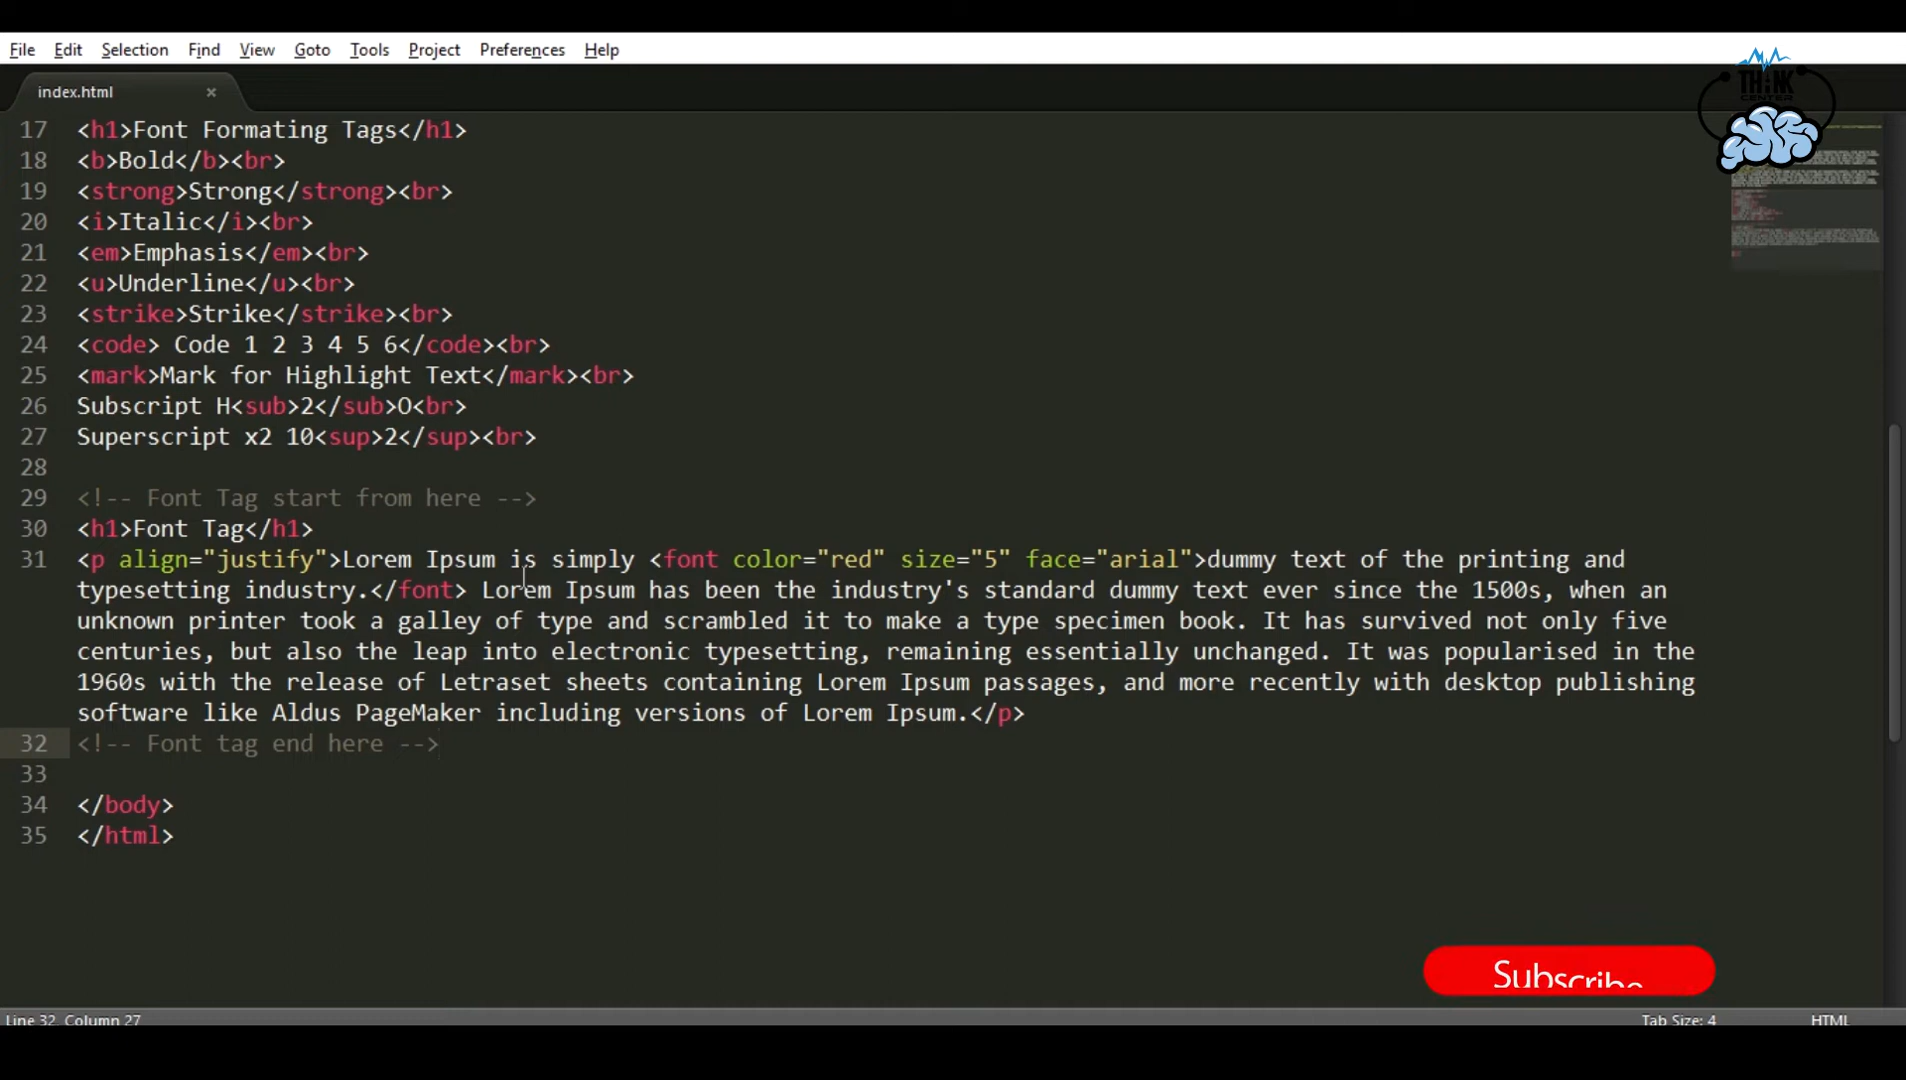 File Edit Selection Find View Goto Tools Project Preferences Help
THiNK
CENTER
index.html ×
17 <h1>Font Formating Tags</h1>
18 <b>Bold</b><br>
19 <strong>Strong</strong><br>
20 <i>Italic</i><br>
21 <em>Emphasis</em><br>
22 <u>Underline</u><br>
23 <strike>Strike</strike><br>
24 <code> Code 1 2 3 4 5 6</code><br>
25 <mark>Mark for Highlight Text</mark><br>
26 Subscript H<sub>2</sub>O<br>
27 Superscript x2 10<sup>2</sup><br>
28
29 <!-- Font Tag start from here -->
30 <h1>Font Tag</h1>
31 <p align="justify">Lorem Ipsum is simply <font color="red" size="5" face="arial">dummy text of the printing and
typesetting industry.</font> Lorem Ipsum has been the industry's standard dummy text ever since the 1500s, when an
unknown printer took a galley of type and scrambled it to make a type specimen book. It has survived not only five
centuries, but also the leap into electronic typesetting, remaining essentially unchanged. It was popularised in the
1960s with the release of Letraset sheets containing Lorem Ipsum passages, and more recently with desktop publishing
software like Aldus PageMaker including versions of Lorem Ipsum.</p>
32 <!-- Font tag end here -->
33
34 </body>
35 </html>
Subscribe
Line 32, Column 27 Tab Size: 4 HTML